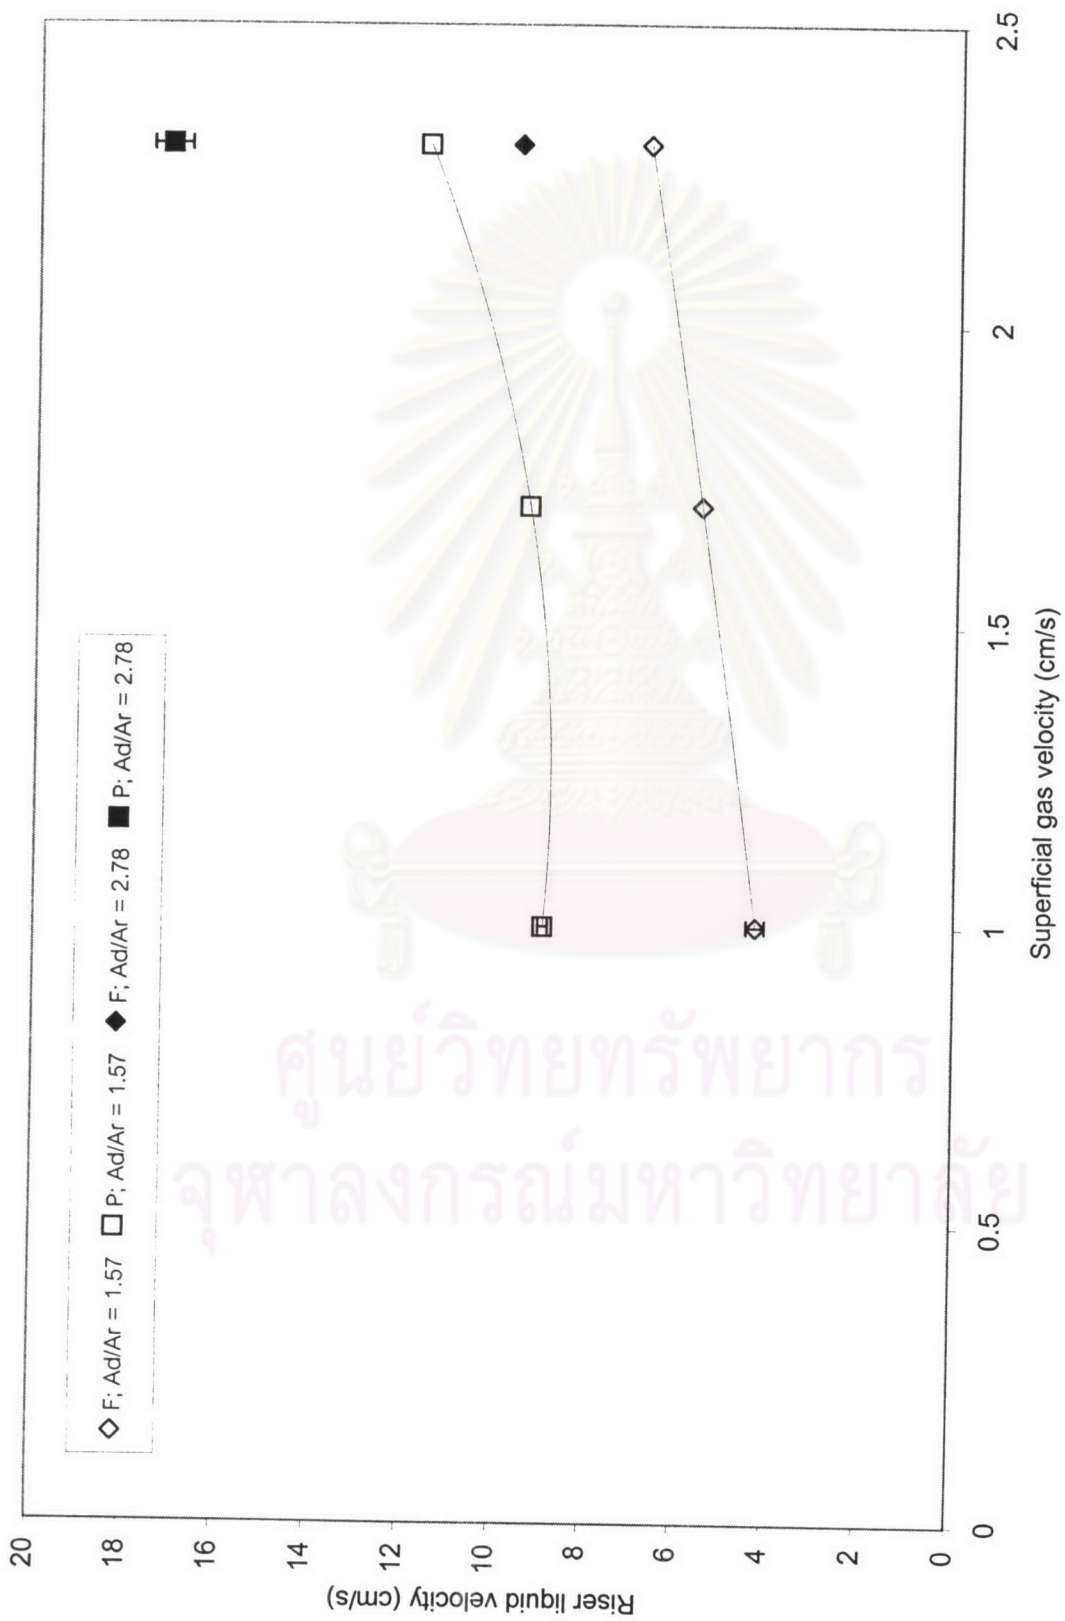 F; Ad/Ar = 1.57 P; Ad/Ar = 1.57 F; Ad/Ar = 2.78 P; Ad/Ar = 2.78
Riser liquid velocity (cm/s)
20
18
16
14
12
10
8
6
4
2
0
0 0.5 1 1.5 2 2.5
Superficial gas velocity (cm/s)
ศูนย์วิทยทรัพยากร
จุฬาลงกรณ์มหาวิทยาลัย